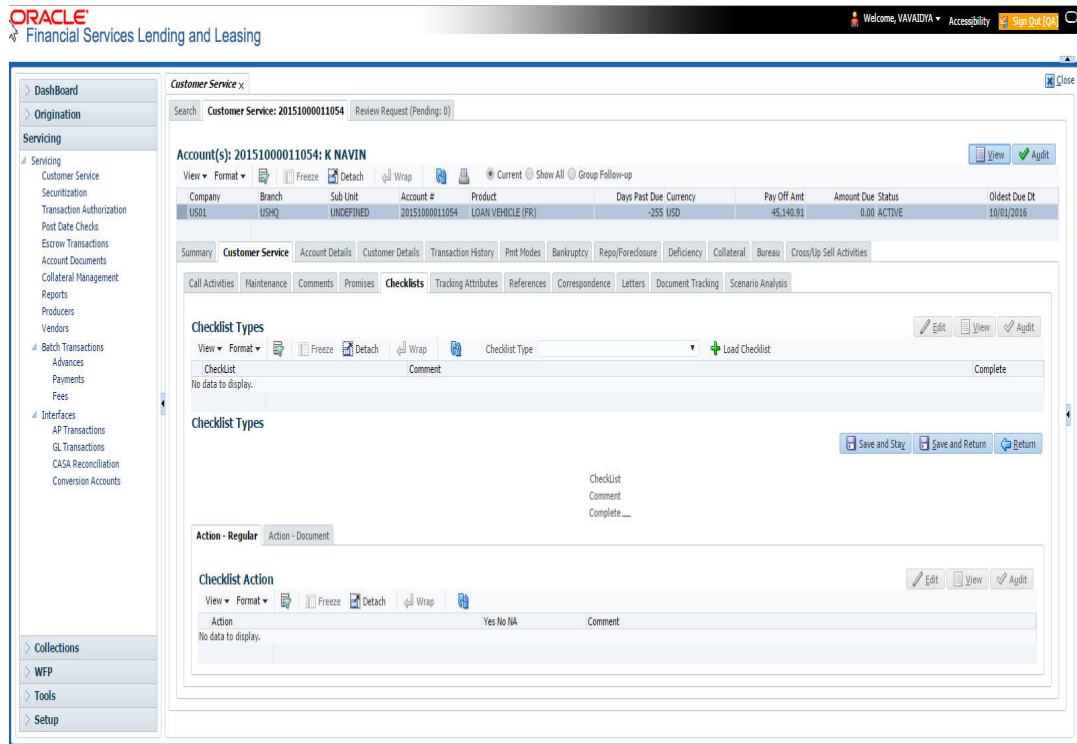 ORACLE
Financial Services Lending and Leasing
Welcome, VAVAIDYA Accessibility Sign Out [QA]
Close
DashBoard
Origination
Servicing
Servicing
Customer Service
Securitization
Transaction Authorization
Post Date Checks
Escrow Transactions
Account Documents
Collateral Management
Reports
Producers
Vendors
Batch Transactions
Advances
Payments
Fees
Interfaces
AP Transactions
GL Transactions
CASA Reconciliation
Conversion Accounts
Collections
WFP
Tools
Setup
Customer Service x
Search Customer Service: 20151000011054 Review Request (Pending: 0)
Account(s): 20151000011054: K NAVIN
View Audit
View Format Freeze Detach Wrap Current Show All Group Follow-up
Company Branch Sub Unit Account # Product Days Past Due Currency Pay Off Amt Amount Due Status Oldest Due Dt
US01 USHQ UNDEFINED 20151000011054 LOAN VEHICLE (FR) -255 USD 45,140.91 0.00 ACTIVE 10/01/2016
Summary Customer Service Account Details Customer Details Transaction History Pmt Modes Bankruptcy Repo/Foreclosure Deficiency Collateral Bureau Cross/Up Sell Activities
Call Activities Maintenance Comments Promises Checklists Tracking Attributes References Correspondence Letters Document Tracking Scenario Analysis
Checklist Types
Edit View Audit
View Format Freeze Detach Wrap Checklist Type Load Checklist
CheckList Comment Complete
No data to display.
Checklist Types
Save and Stay Save and Return Return
CheckList
Comment
Complete
Action - Regular Action - Document
Checklist Action
Edit View Audit
View Format Freeze Detach Wrap
Action Yes No NA Comment
No data to display.